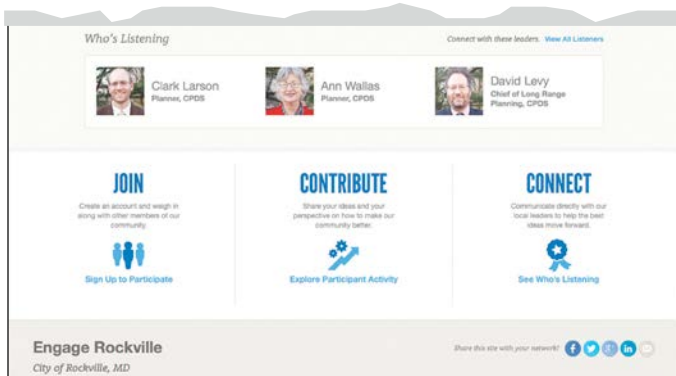 Who's Listening
Connect with these leaders. View All Listeners
Clark Larson
Planner, CPDS
Ann Wallas
Planner, CPDS
David Levy
Chief of Long Range
Planning, CPDS
JOIN
Create an account and weigh in
along with other members of our
community.
Sign Up to Participate
CONTRIBUTE
Share your ideas and your
perspective on how to make our
community better.
Explore Participant Activity
CONNECT
Communicate directly with our
local leaders to help the best
ideas move forward.
See Who's Listening
Engage Rockville
City of Rockville, MD
Share this site with your network!